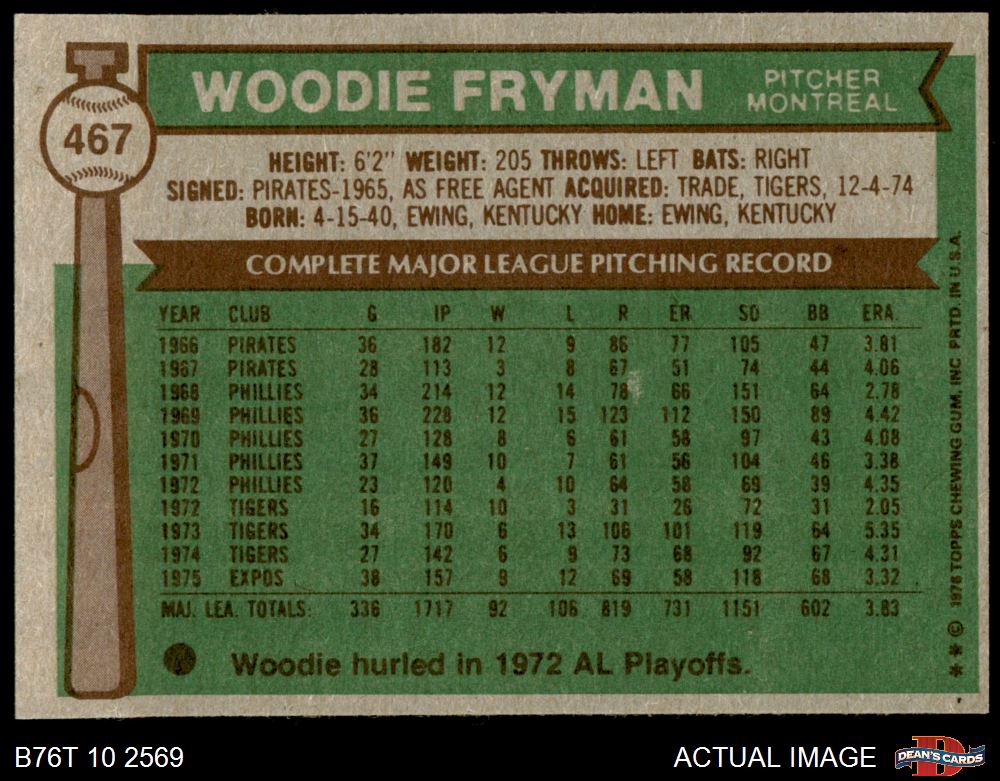 467
WOODIE FRYMAN
PITCHER
MONTREAL
HEIGHT: 6'2" WEIGHT: 205 THROWS: LEFT BATS: RIGHT
SIGNED: PIRATES-1965, AS FREE AGENT ACQUIRED: TRADE, TIGERS, 12-4-74
BORN: 4-15-40, EWING, KENTUCKY HOME: EWING, KENTUCKY
COMPLETE MAJOR LEAGUE PITCHING RECORD
YEAR CLUB G IP W L R ER SO BB ERA
1966 PIRATES 36 182 12 9 86 77 105 47 3.81
1967 PIRATES 28 113 3 8 67 51 74 44 4.06
1968 PHILLIES 34 214 12 14 78 66 151 64 2.78
1969 PHILLIES 36 228 12 15 123 112 150 89 4.42
1970 PHILLIES 27 128 8 6 61 58 97 43 4.08
1971 PHILLIES 37 149 10 7 61 56 104 46 3.38
1972 PHILLIES 23 120 4 10 64 58 69 39 4.35
1972 TIGERS 16 114 10 3 31 26 72 31 2.05
1973 TIGERS 34 170 6 13 106 101 119 64 5.35
1974 TIGERS 27 142 6 9 73 68 92 67 4.31
1975 EXPOS 38 157 9 12 69 58 118 68 3.32
MAJ. LEA. TOTALS: 336 1717 92 106 819 731 1151 602 3.83
Woodie hurled in 1972 AL Playoffs.
** © 1976 TOPPS CHEWING GUM, INC. PRTD. IN U.S.A.
B76T 10 2569
ACTUAL IMAGE
D
DEAN'S CARDS